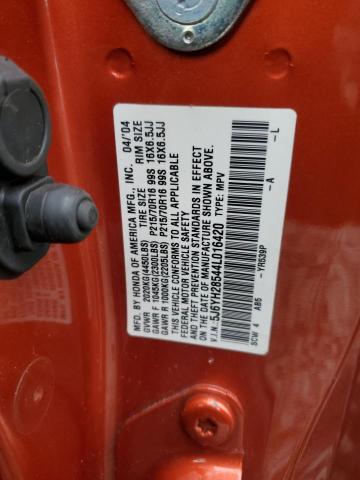 MFD. BY HONDA OF AMERICA MFG., INC. 04/'04
TIRE SIZE RIM SIZE
GVWR 2020KG(4450LBS)
GAWR F 1045KG(2300LBS) P215/70R16 99S 16X6.5JJ
GAWR R 1000KG(2205LBS) P215/70R16 99S 16X6.5JJ
THIS VEHICLE CONFORMS TO ALL APPLICABLE
FEDERAL MOTOR VEHICLE SAFETY AND
THEFT PREVENTION STANDARDS IN EFFECT
ON THE DATE OF MANUFACTURE SHOWN ABOVE.
V.I.N.: 5J6YH28544L016420 TYPE: MPV
SCW 4 AB5 -YR539P -A -L